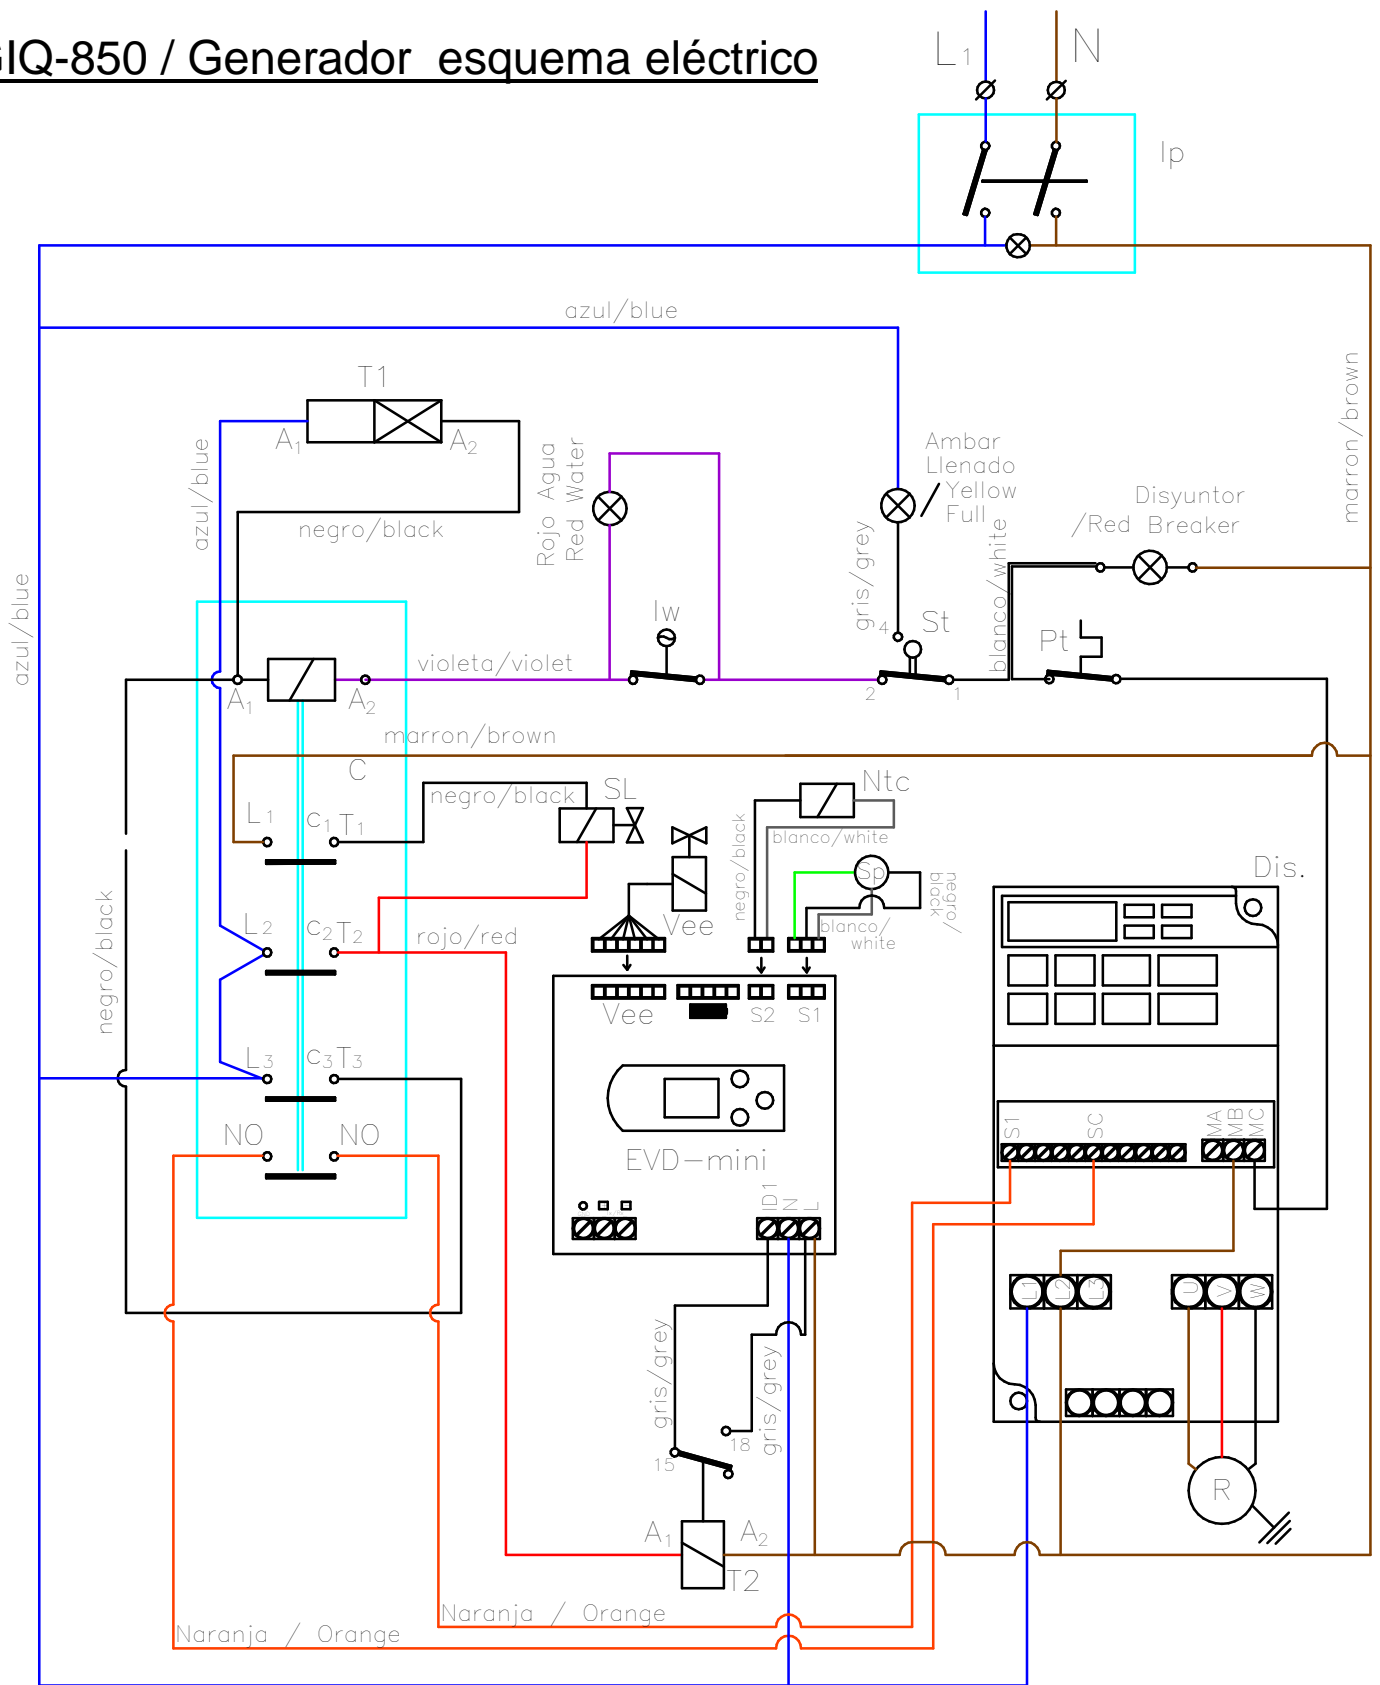 GIQ-850 / Generador esquema eléctrico
L1 N
Ip
azul/blue
T1
A1 A2
azul/blue
negro/black
Rojo Agua
Red Water
Ambar
Llenado
Yellow
Full
gris/grey
Disyuntor
/Red Breaker
marron/brown
azul/blue
blanco/white
Iw
4 St
Pt
violeta/violet
A1 A2
2 1
marron/brown
C
negro/black
SL
Ntc
L1 C1 T1
negro/black
blanco/white
Sp
negro/
black
blanco/
white
Vee
Dis.
negro/black
L2 C2 T2
rojo/red
Vee S2 S1
L3 C3 T3
NO NO
EVD-mini
ID1
N
L
S1
SC
MA
MB
MC
L1
L2
L3
U
V
W
gris/grey
gris/grey
15
18
R
A1 A2
T2
Naranja / Orange
Naranja / Orange